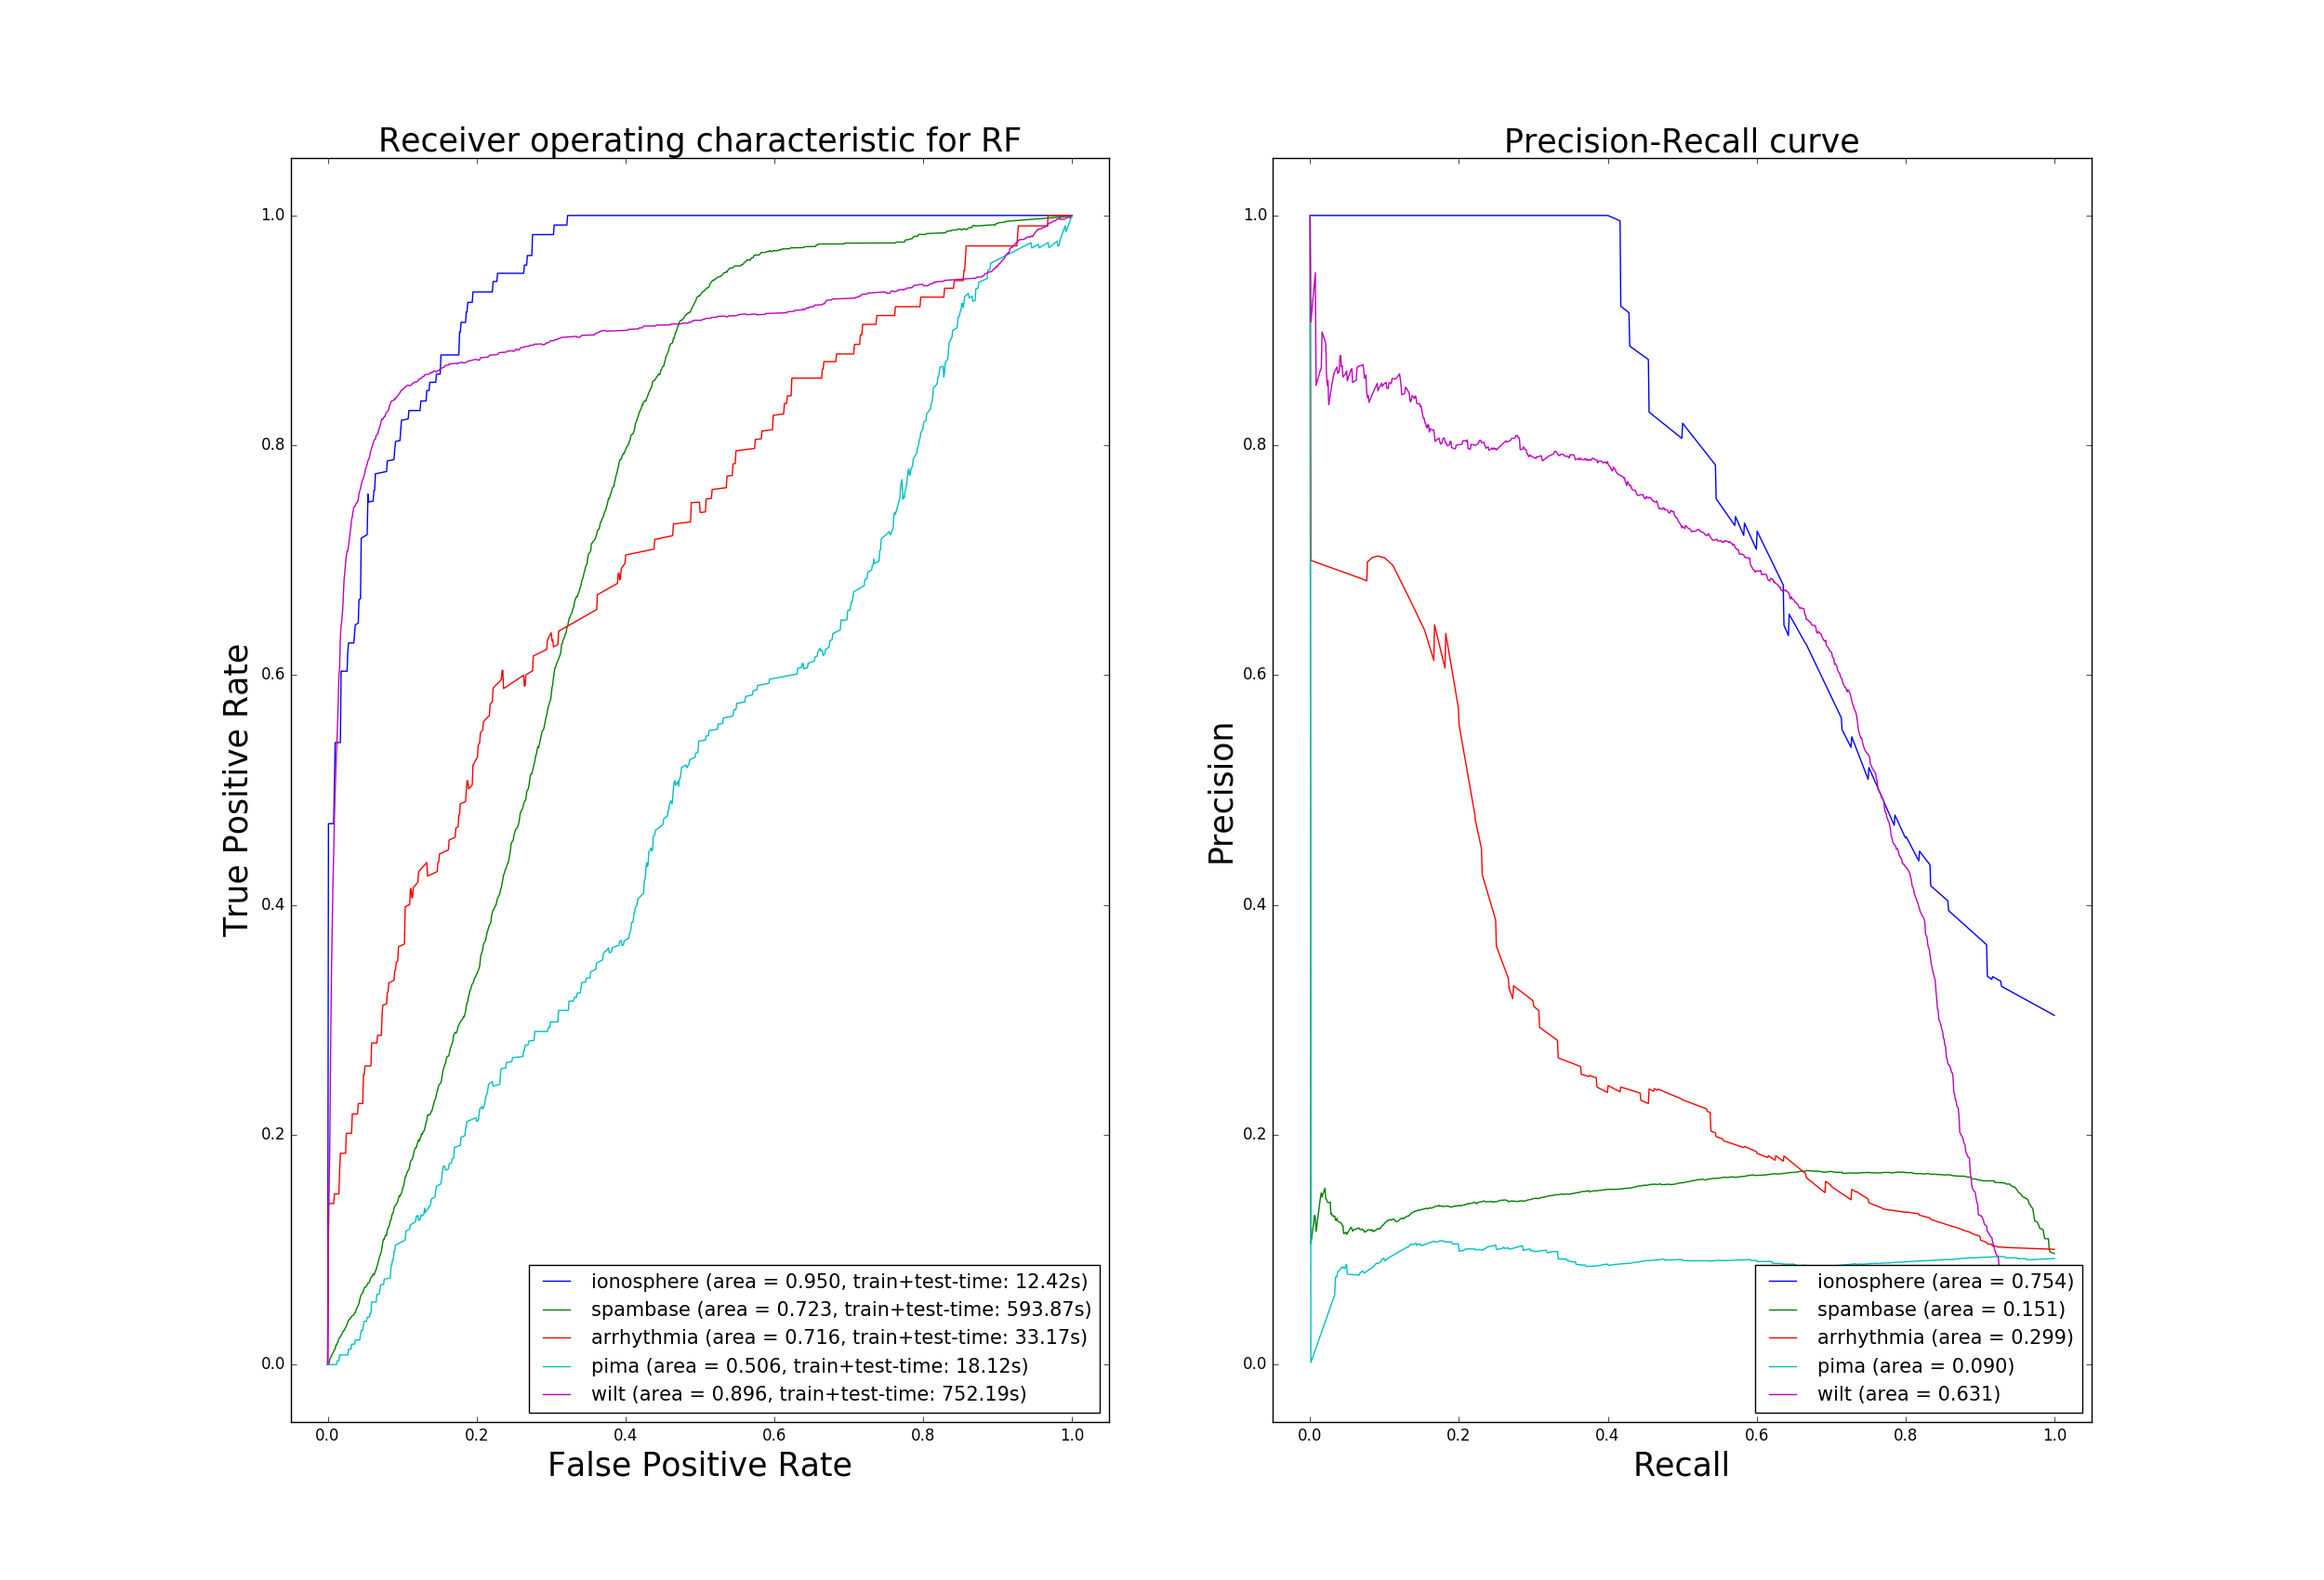 Receiver operating characteristic for RF
True Positive Rate
1.0
0.8
0.6
0.4
0.2
0.0
0.0 0.2 0.4 0.6 0.8 1.0
False Positive Rate
ionosphere (area = 0.950, train+test-time: 12.42s)
spambase (area = 0.723, train+test-time: 593.87s)
arrhythmia (area = 0.716, train+test-time: 33.17s)
pima (area = 0.506, train+test-time: 18.12s)
wilt (area = 0.896, train+test-time: 752.19s)
Precision-Recall curve
Precision
1.0
0.8
0.6
0.4
0.2
0.0
0.0 0.2 0.4 0.6 0.8 1.0
Recall
ionosphere (area = 0.754)
spambase (area = 0.151)
arrhythmia (area = 0.299)
pima (area = 0.090)
wilt (area = 0.631)